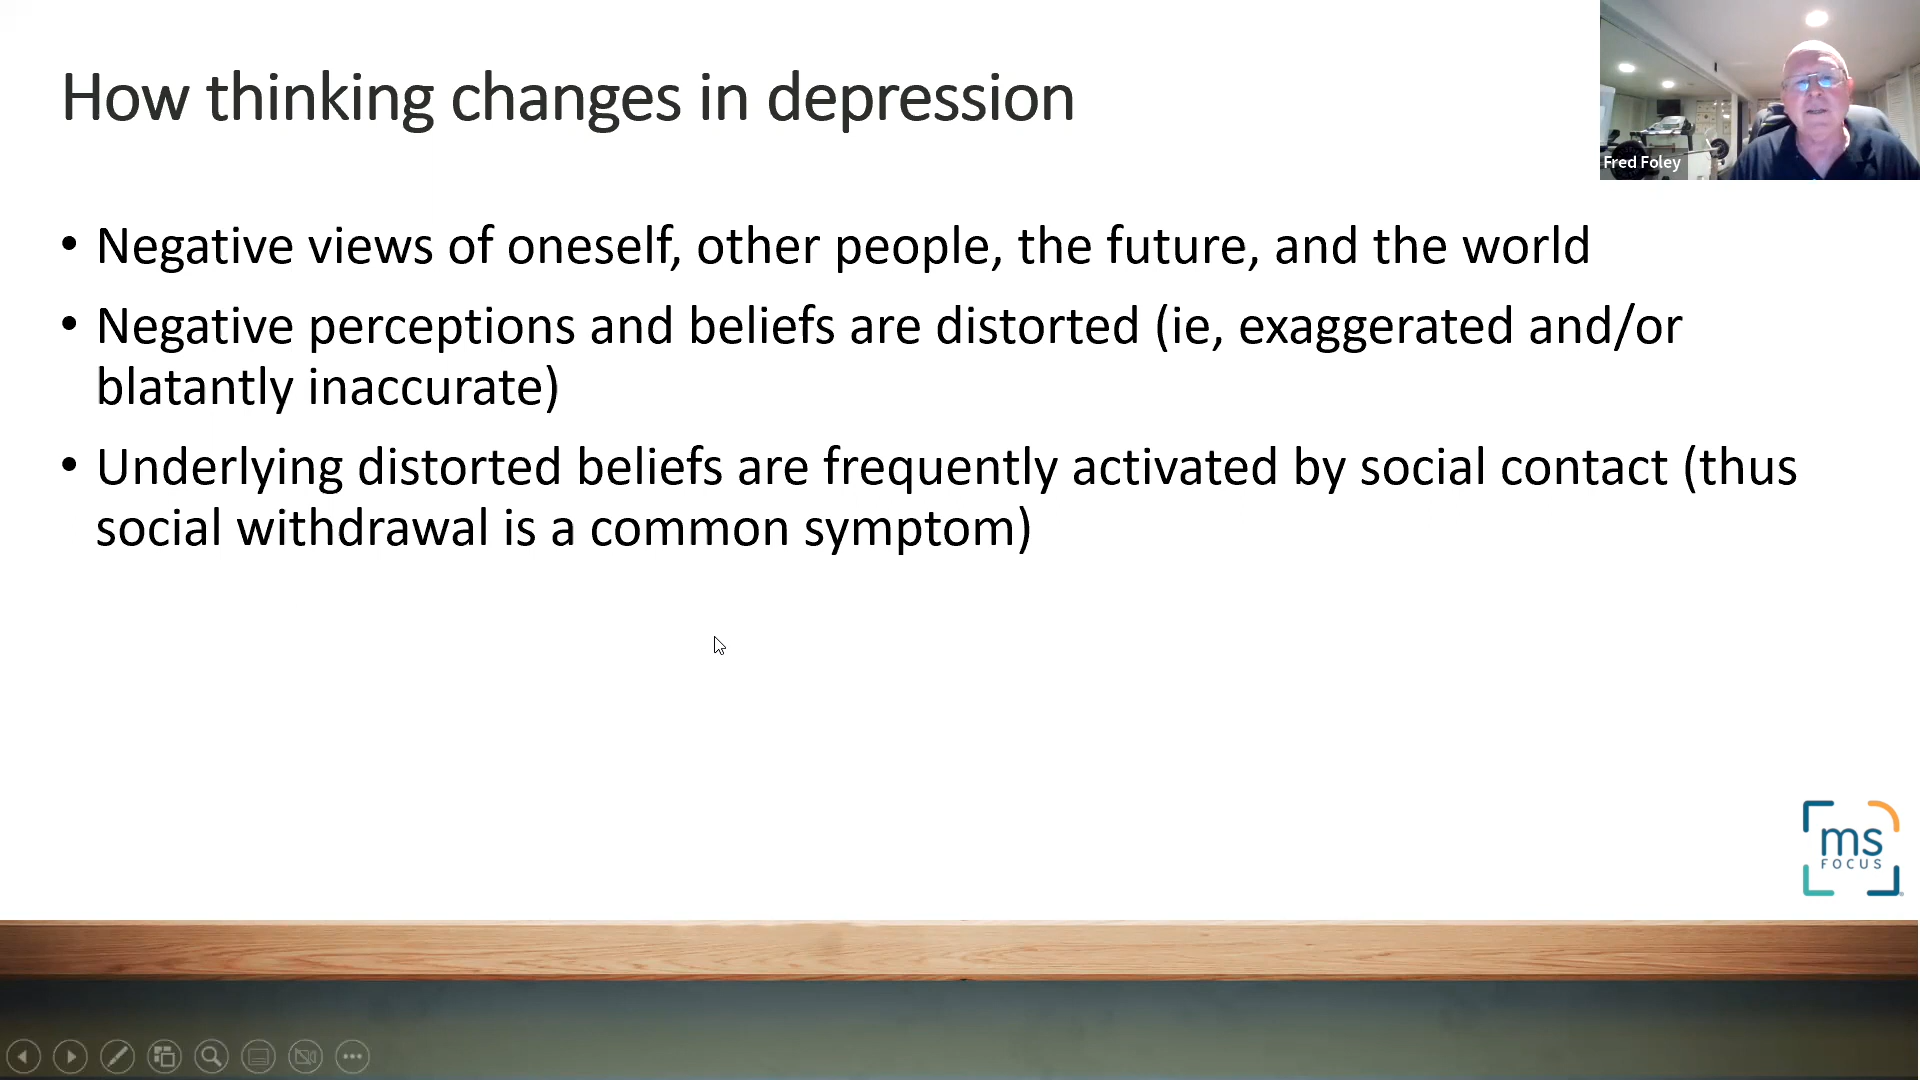 How thinking changes in depression
Fred Foley
• Negative views of oneself, other people, the future, and the world
• Negative perceptions and beliefs are distorted (ie, exaggerated and/or
blatantly inaccurate)
• Underlying distorted beliefs are frequently activated by social contact (thus
social withdrawal is a common symptom)
ms
FOCUS